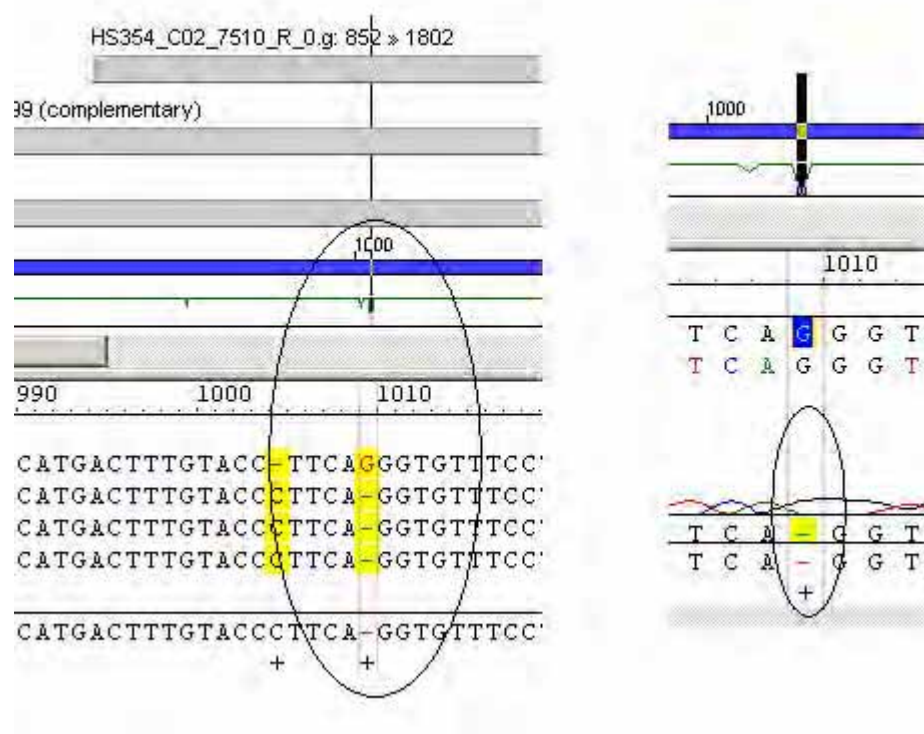 HS354_C02_7510_R_0.g: 852 » 1802
99 (complementary)
1000
990 1000 1010
CATGACTTTGTACC-TTCAGGGTGTTTCC
CATGACTTTGTACCCTTCA-GGTGTTTCC
CATGACTTTGTACCCTTCA-GGTGTTTCC
CATGACTTTGTACCCTTCA-GGTGTTTCC
CATGACTTTGTACCCTTCA-GGTGTTTCC
+ +
1000
1010
T C A G G G T
T C A G G G T
T C A - G G T
T C A - G G T
+